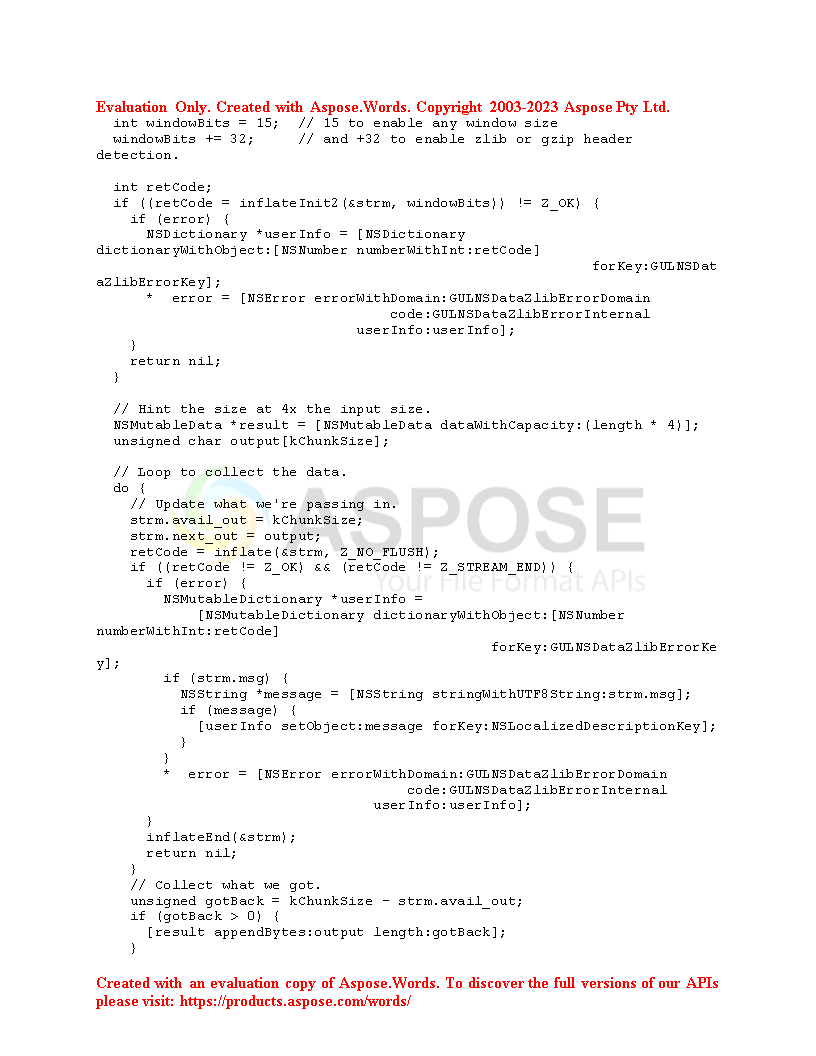 Evaluation Only. Created with Aspose.Words. Copyright 2003-2023 Aspose Pty Ltd.
  int windowBits = 15;  // 15 to enable any window size
  windowBits += 32;     // and +32 to enable zlib or gzip header
detection.

  int retCode;
  if ((retCode = inflateInit2(&strm, windowBits)) != Z_OK) {
    if (error) {
      NSDictionary *userInfo = [NSDictionary
dictionaryWithObject:[NSNumber numberWithInt:retCode]
                                                           forKey:GULNSDat
aZlibErrorKey];
      *  error = [NSError errorWithDomain:GULNSDataZlibErrorDomain
                                   code:GULNSDataZlibErrorInternal
                               userInfo:userInfo];
    }
    return nil;
  }

  // Hint the size at 4x the input size.
  NSMutableData *result = [NSMutableData dataWithCapacity:(length * 4)];
  unsigned char output[kChunkSize];

  // Loop to collect the data.
  do {
    // Update what we're passing in.
    strm.avail_out = kChunkSize;
    strm.next_out = output;
    retCode = inflate(&strm, Z_NO_FLUSH);
    if ((retCode != Z_OK) && (retCode != Z_STREAM_END)) {
      if (error) {
        NSMutableDictionary *userInfo =
            [NSMutableDictionary dictionaryWithObject:[NSNumber
numberWithInt:retCode]
                                               forKey:GULNSDataZlibErrorKe
y];
        if (strm.msg) {
          NSString *message = [NSString stringWithUTF8String:strm.msg];
          if (message) {
            [userInfo setObject:message forKey:NSLocalizedDescriptionKey];
          }
        }
        *  error = [NSError errorWithDomain:GULNSDataZlibErrorDomain
                                     code:GULNSDataZlibErrorInternal
                                 userInfo:userInfo];
      }
      inflateEnd(&strm);
      return nil;
    }
    // Collect what we got.
    unsigned gotBack = kChunkSize - strm.avail_out;
    if (gotBack > 0) {
      [result appendBytes:output length:gotBack];
    }
ASPOSE
Your File Format APIs
Created with an evaluation copy of Aspose.Words. To discover the full versions of our APIs
please visit: https://products.aspose.com/words/